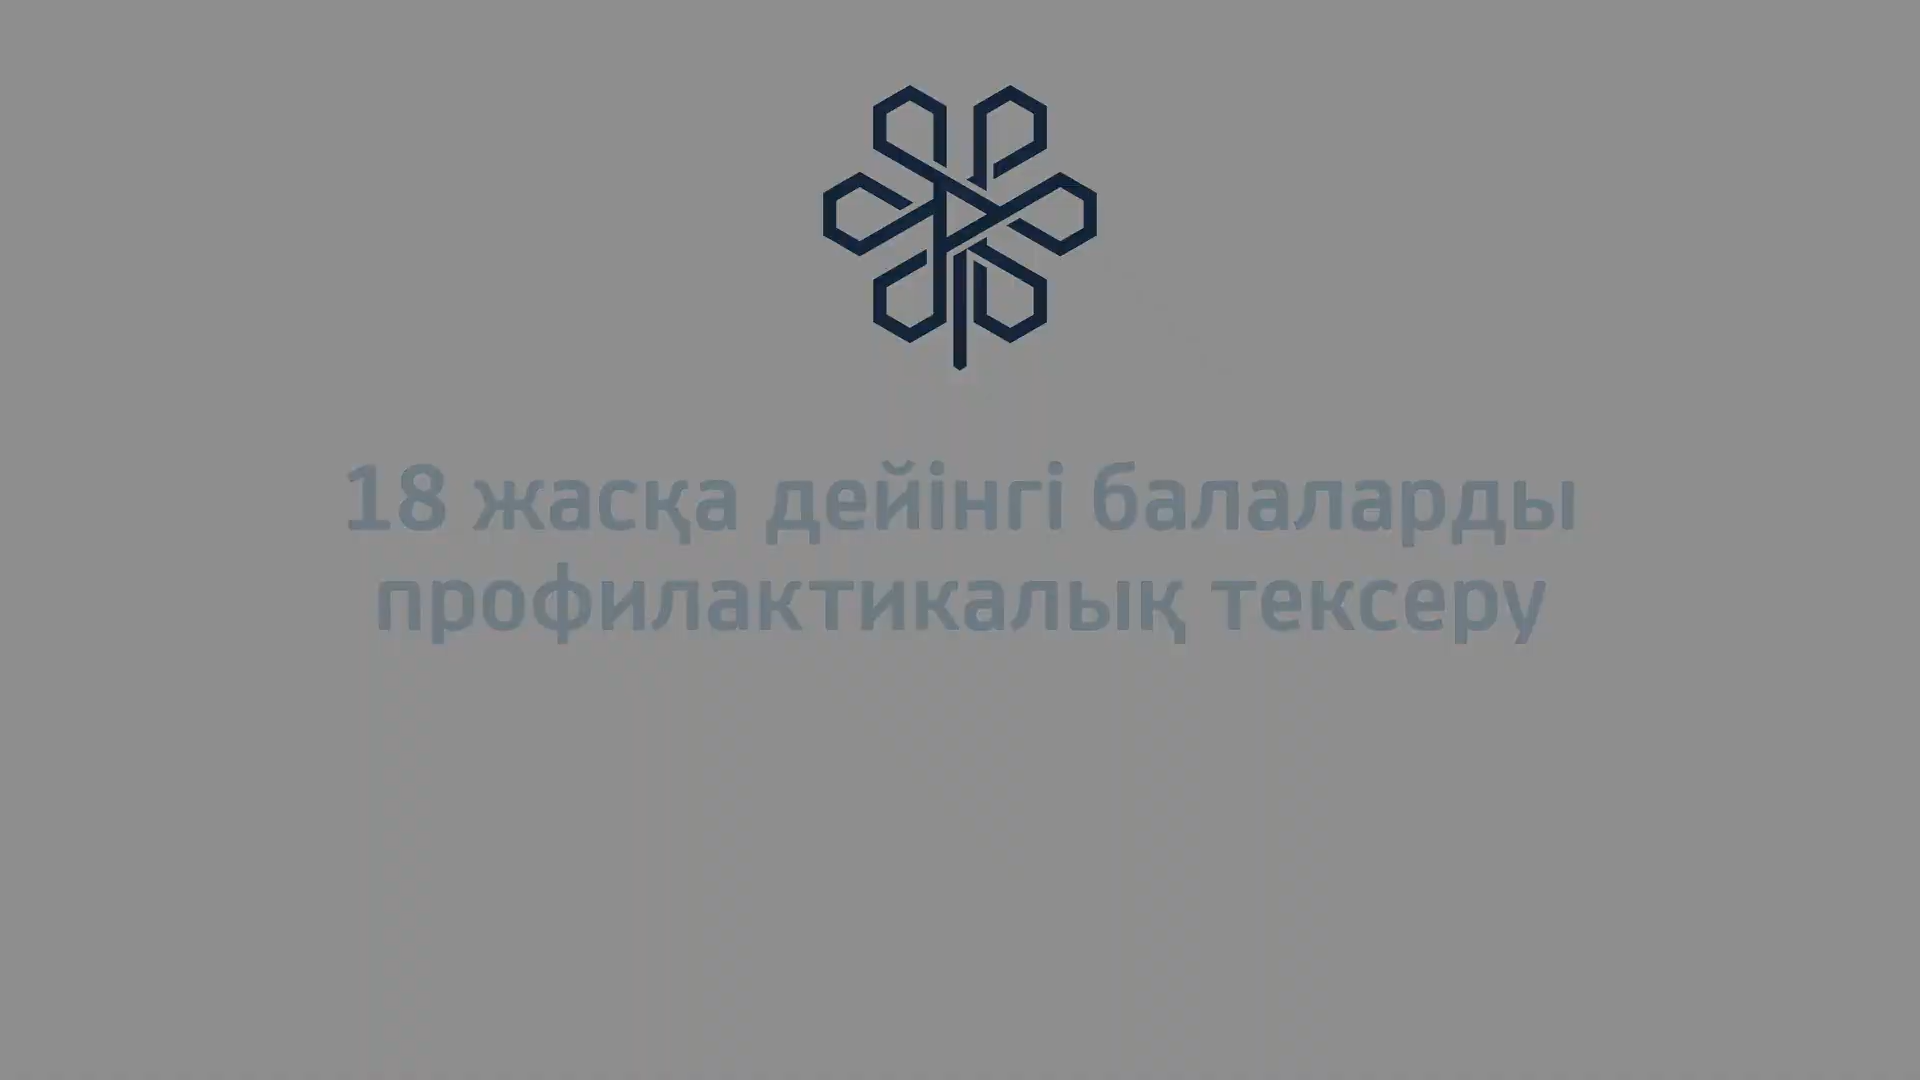 18 жасқа дейінгі балаларды
профилактикалық тексеру